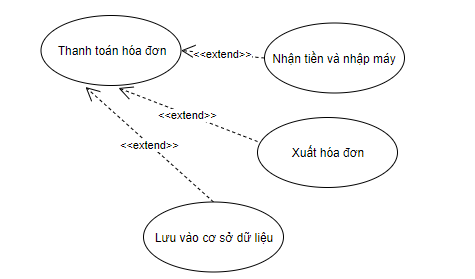 Thanh toán hóa đơn
<<extend>>
Nhận tiền và nhập máy
<<extend>>
Xuất hóa đơn
<<extend>>
Lưu vào cơ sở dữ liệu